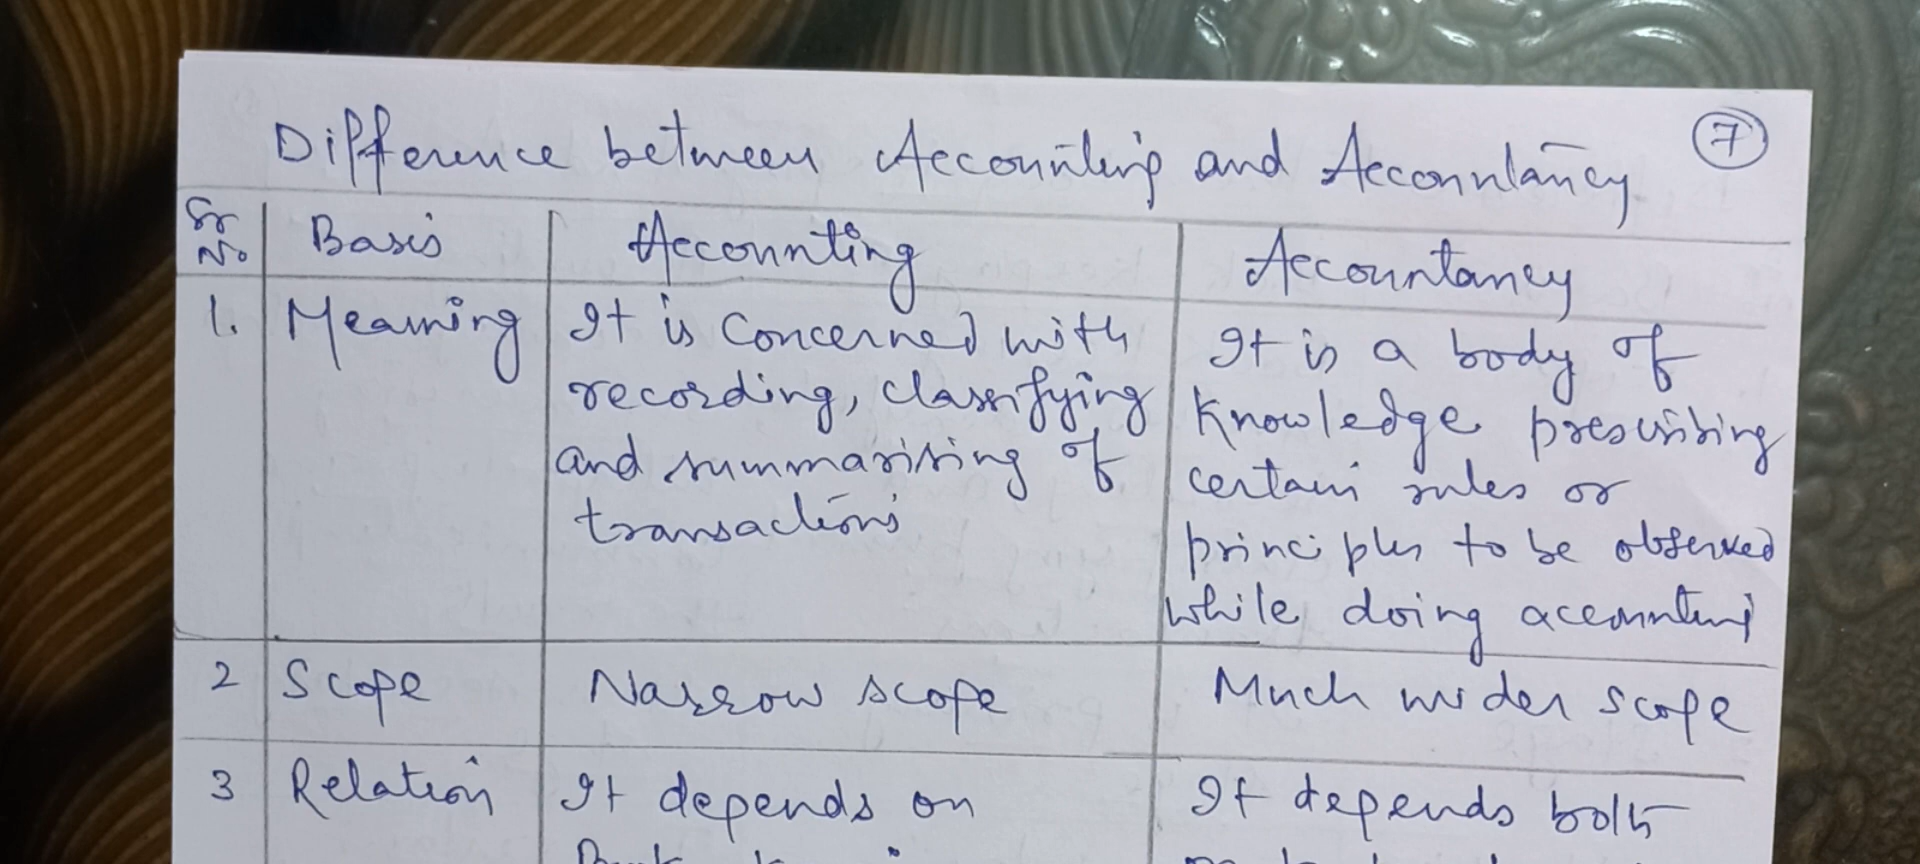 Difference between Accounting and Accountancy 7
Sr No Basis Accounting Accountancy
1. Meaning It is concerned with recording, classifying and summarising of transactions
It is a body of knowledge prescribing certain rules or principles to be observed while doing accounting
2 Scope Narrow scope Much wider scope
3 Relation It depends on
It depends both